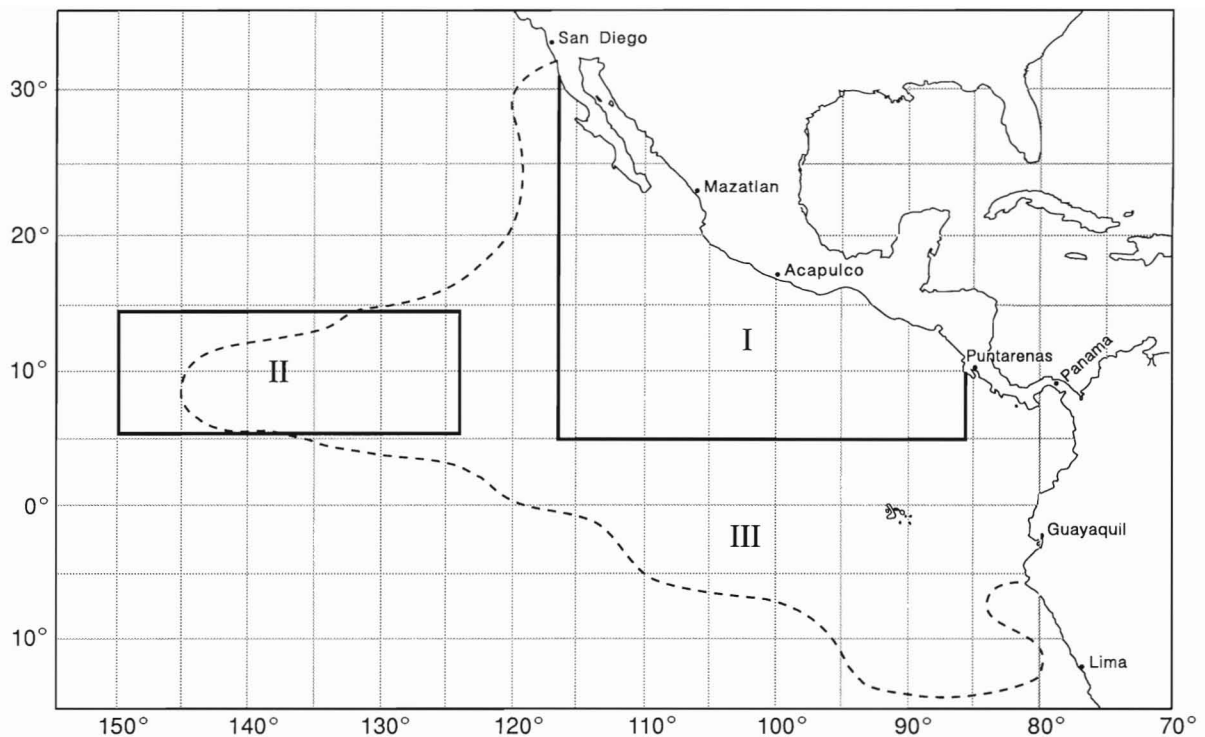 San Diego
30°
Mazatlan
20°
Acapulco
I
Puntarenas
Panama
10°
II
0°
III
Guayaquil
10°
Lima
150° 140° 130° 120° 110° 100° 90° 80° 70°